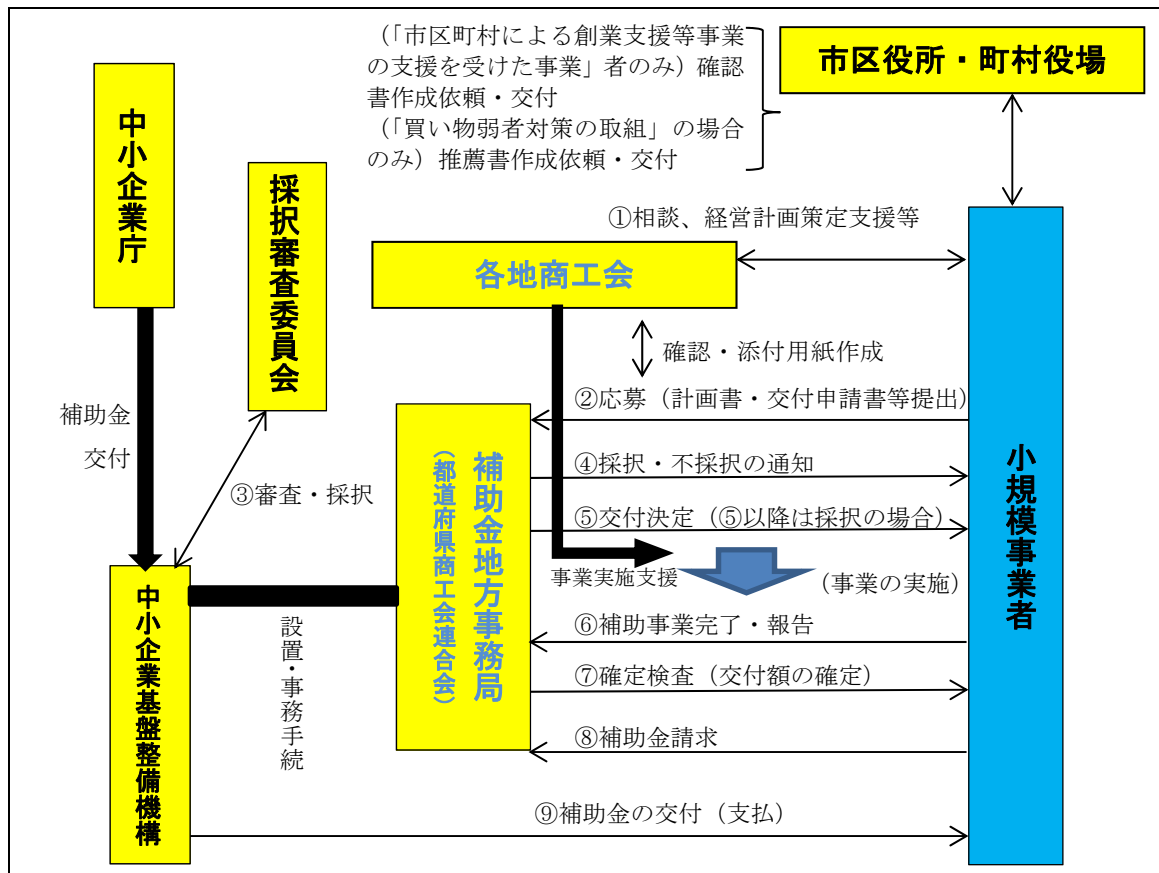 （「市区町村による創業支援等事業
の支援を受けた事業」者のみ）確認
書作成依頼・交付
（「買い物弱者対策の取組」の場合
のみ）推薦書作成依頼・交付
市区役所・町村役場
中小企業庁
採択審査委員会
①相談、経営計画策定支援等
各地商工会
確認・添付用紙作成
②応募（計画書・交付申請書等提出）
補助金
交付
③審査・採択
補助金地方事務局
（都道府県商工会連合会）
④採択・不採択の通知
⑤交付決定（⑤以降は採択の場合）
事業実施支援
（事業の実施）
小規模事業者
中小企業基盤整備機構
設置・事務手続
⑥補助事業完了・報告
⑦確定検査（交付額の確定）
⑧補助金請求
⑨補助金の交付（支払）